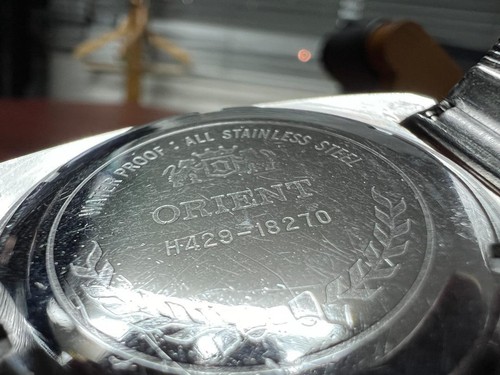 WATER PROOF : ALL STAINLESS STEEL
ORIENT
H429-18270